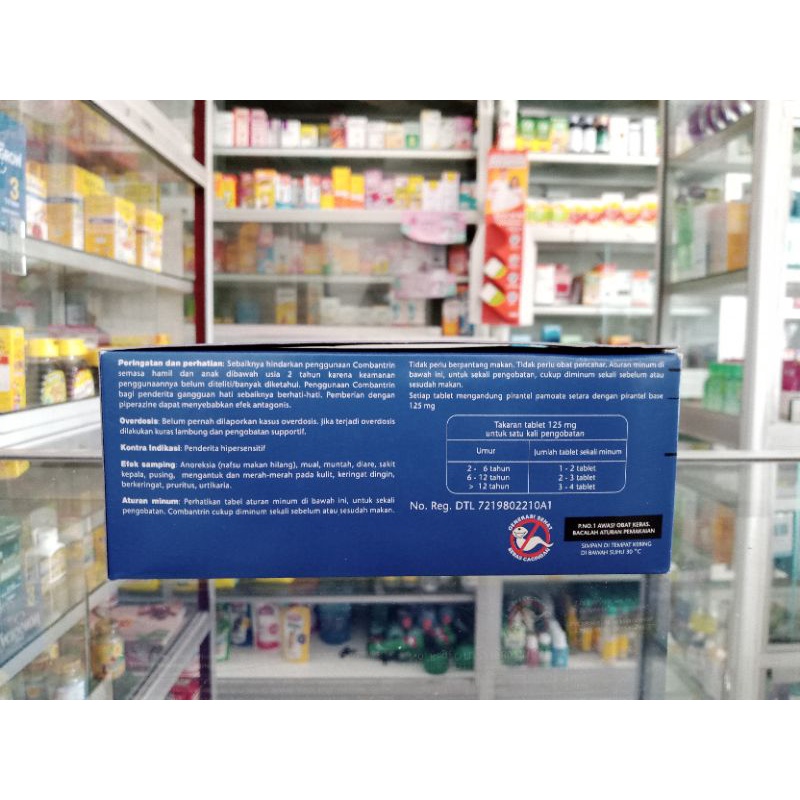 Peringatan dan perhatian: Sebaiknya hindarkan penggunaan Combantrin
semasa hamil dan anak dibawah usia 2 tahun karena keamanan
penggunaannya belum diteliti/banyak diketahui. Penggunaan Combantrin
bagi penderita gangguan hati sebaiknya berhati-hati. Pemberian dengan
piperazine dapat menyebabkan efek antagonis.
Overdosis: Belum pernah dilaporkan kasus overdosis. Jika terjadi overdosis
dilakukan kuras lambung dan pengobatan supportif.
Kontra Indikasi: Penderita hipersensitif
Efek samping: Anoreksia (nafsu makan hilang), mual, muntah, diare, sakit
kepala, pusing, mengantuk dan merah-merah pada kulit, keringat dingin,
berkeringat, pruritus, urtikaria.
Aturan minum: Perhatikan tabel aturan minum di bawah ini, untuk sekali
pengobatan. Combantrin cukup diminum sekali sebelum atau sesudah makan.
Tidak perlu berpantang makan. Tidak perlu obat pencahar. Aturan minum di
bawah ini, untuk sekali pengobatan, cukup diminum sekali sebelum atau
sesudah makan.
Setiap tablet mengandung pirantel pamoate setara dengan pirantel base
125 mg
Takaran tablet 125 mg
untuk satu kali pengobatan
Umur Jumlah tablet sekali minum
2 - 6 tahun 1 - 2 tablet
6 - 12 tahun 2 - 3 tablet
> 12 tahun 3 - 4 tablet
No. Reg. DTL 7219802210A1
GENERASI SEHAT
BEBAS CACINGAN
P.NO.1 AWAS! OBAT KERAS.
BACALAH ATURAN PEMAKAIAN
SIMPAN DI TEMPAT KERING
DI BAWAH SUHU 30 °C
3